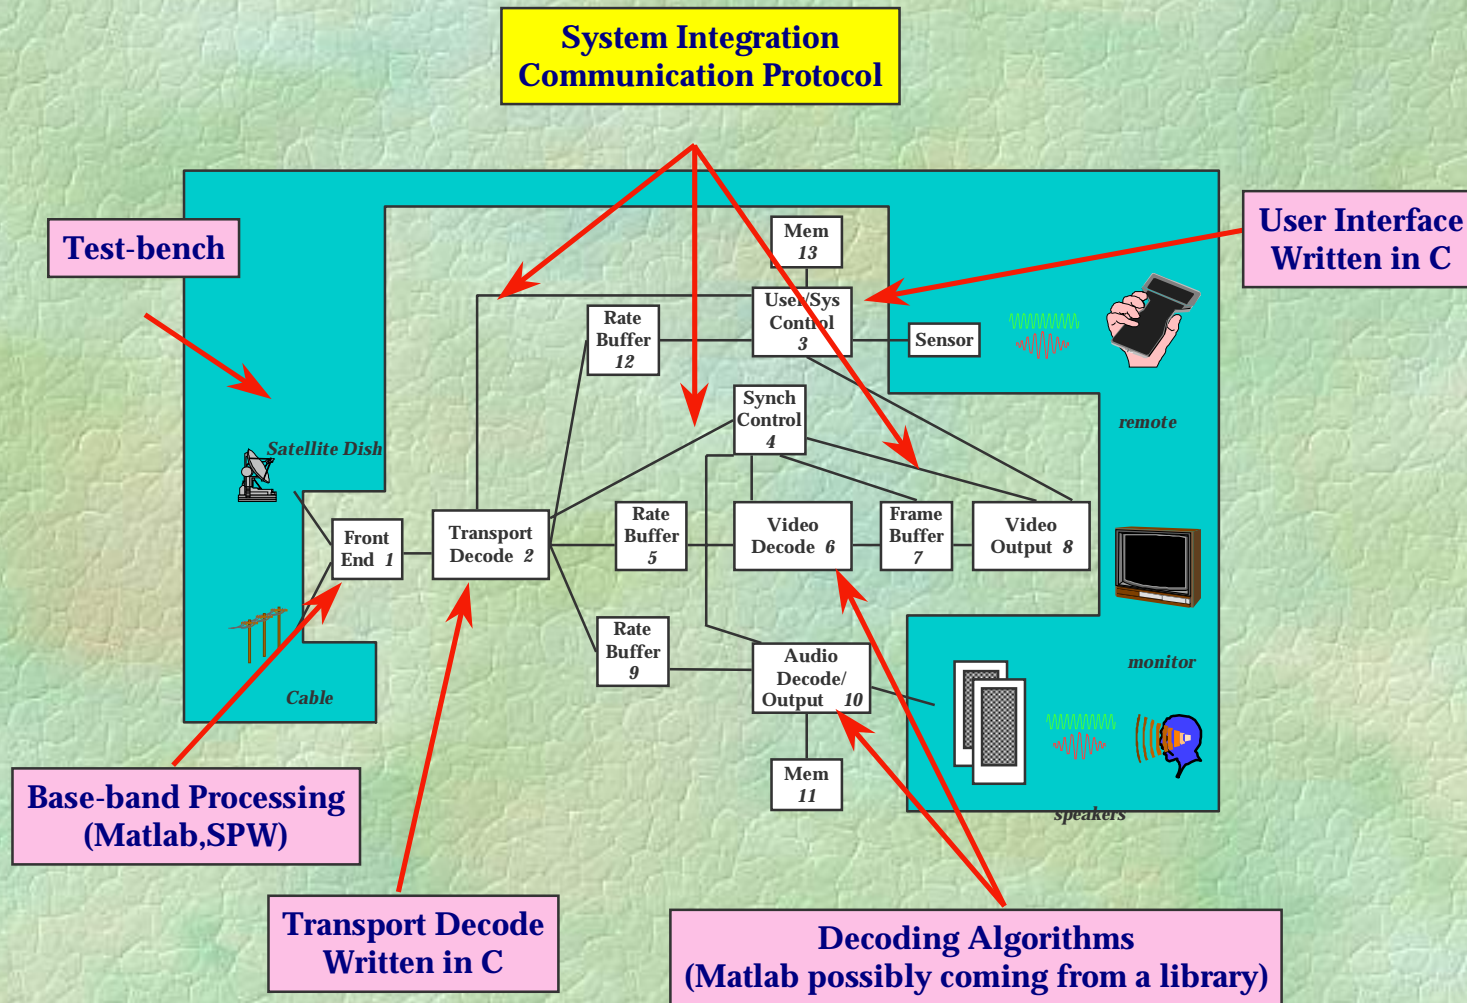 System Integration
Communication Protocol
Test-bench
User Interface
Written in C
Mem
13
User/Sys
Control
3
Rate
Buffer
12
Sensor
remote
Synch
Control
4
Satellite Dish
Front
End 1
Transport
Decode 2
Rate
Buffer
5
Video
Decode 6
Frame
Buffer
7
Video
Output 8
Rate
Buffer
9
Audio
Decode/
Output 10
monitor
Cable
Mem
11
speakers
Base-band Processing
(Matlab,SPW)
Transport Decode
Written in C
Decoding Algorithms
(Matlab possibly coming from a library)